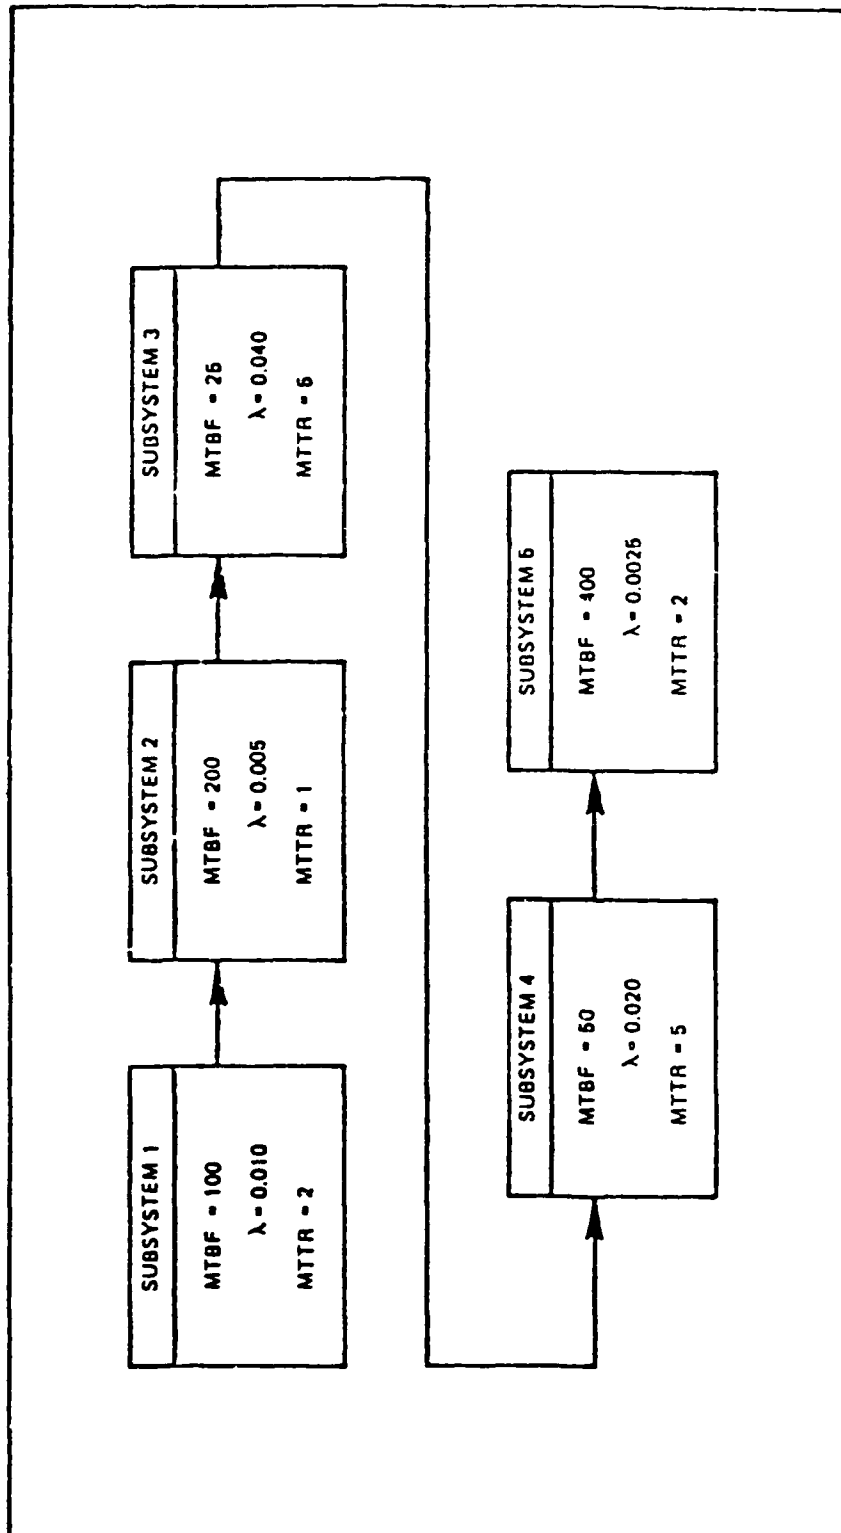 SUBSYSTEM 1
MTBF = 100
λ = 0.010
MTTR = 2
SUBSYSTEM 2
MTBF = 200
λ = 0.005
MTTR = 1
SUBSYSTEM 3
MTBF = 25
λ = 0.040
MTTR = 5
SUBSYSTEM 4
MTBF = 50
λ = 0.020
MTTR = 5
SUBSYSTEM 5
MTBF = 400
λ = 0.0025
MTTR = 2